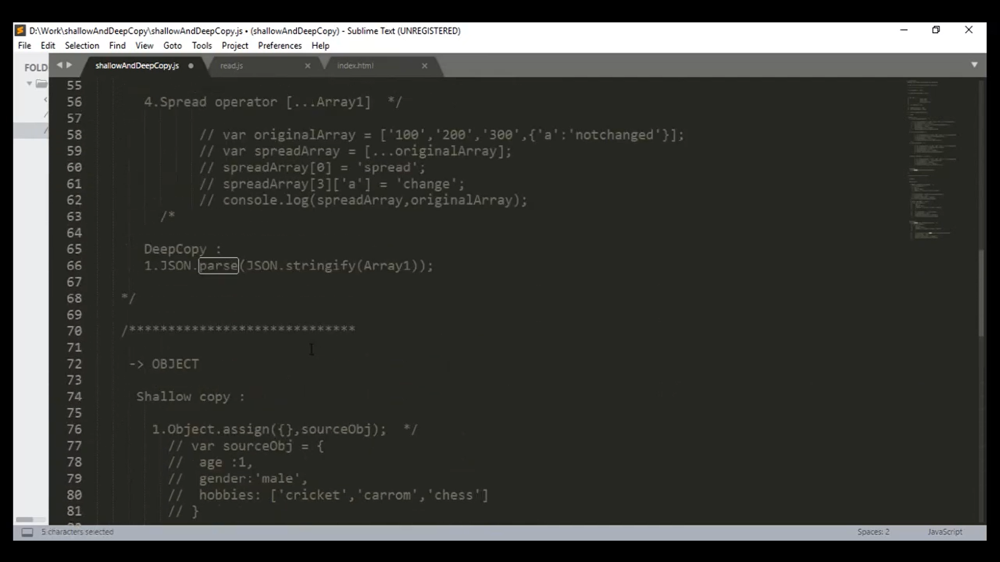 D:\Work\shallowAndDeepCopy\shallowAndDeepCopy.js • (shallowAndDeepCopy) - Sublime Text (UNREGISTERED)
File Edit Selection Find View Goto Tools Project Preferences Help
FOLD
shallowAndDeepCopy.js
read.js
index.html
55
56 4.Spread operator [...Array1] */
57
58 // var originalArray = ['100','200','300',{'a':'notchanged'}];
59 // var spreadArray = [...originalArray];
60 // spreadArray[0] = 'spread';
61 // spreadArray[3]['a'] = 'change';
62 // console.log(spreadArray,originalArray);
63 /*
64
65 DeepCopy :
66 1.JSON.parse(JSON.stringify(Array1));
67
68 */
69
70 /*****************************
71
72 -> OBJECT
73
74 Shallow copy :
75
76 1.Object.assign({},sourceObj); */
77 // var sourceObj = {
78 // age :1,
79 // gender:'male',
80 // hobbies: ['cricket','carrom','chess']
81 // }
5 characters selected
Spaces: 2
JavaScript